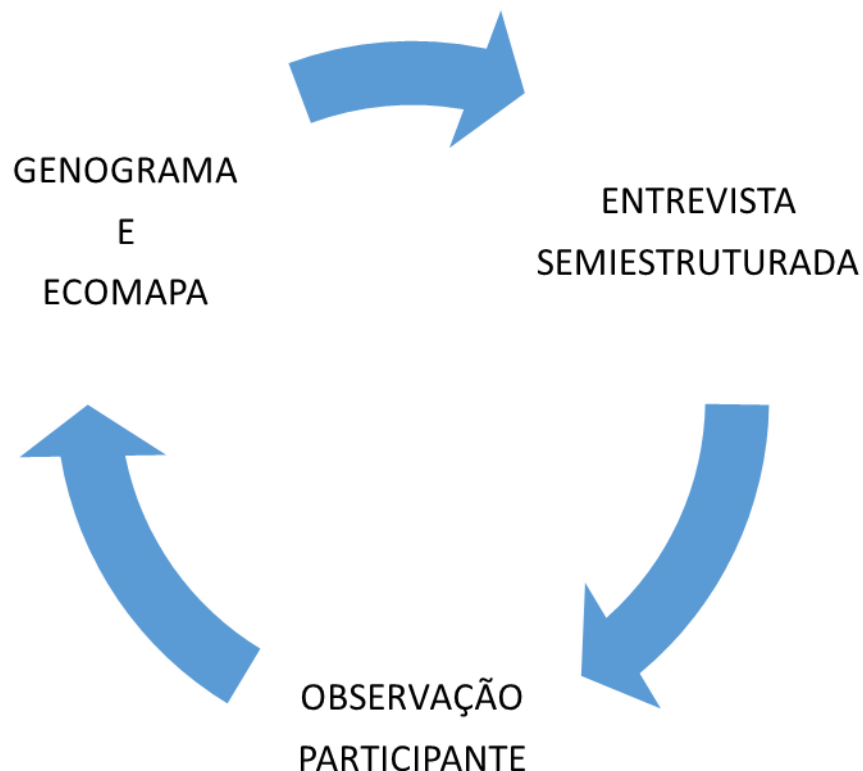 GENOGRAMA
E
ECOMAPA
ENTREVISTA
SEMIESTRUTURADA
OBSERVAÇÃO
PARTICIPANTE